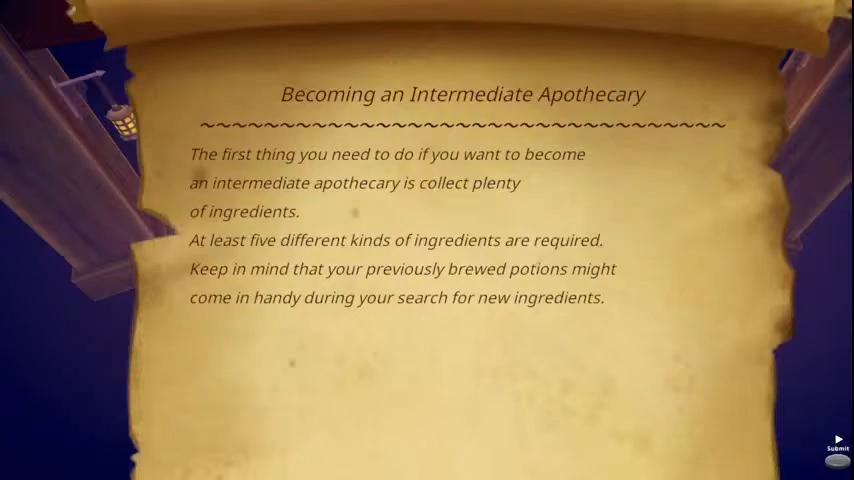 Becoming an Intermediate Apothecary
~~~~~~~~~~~~~~~~~~~~~~~~~~~~~~~~~
The first thing you need to do if you want to become
an intermediate apothecary is collect plenty
of ingredients.
At least five different kinds of ingredients are required.
Keep in mind that your previously brewed potions might
come in handy during your search for new ingredients.
Submit